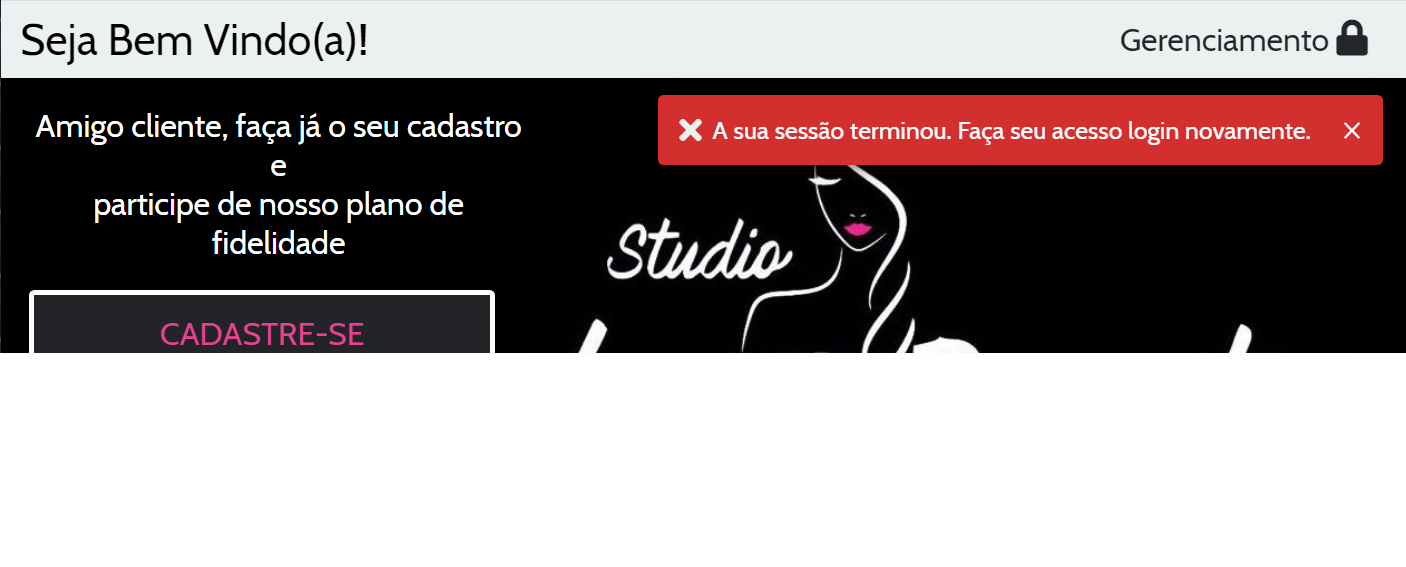 Seja Bem Vindo(a)!
Gerenciamento
Amigo cliente, faça já o seu cadastro
e
participe de nosso plano de
fidelidade
A sua sessão terminou. Faça seu acesso login novamente.
Studio
CADASTRE-SE